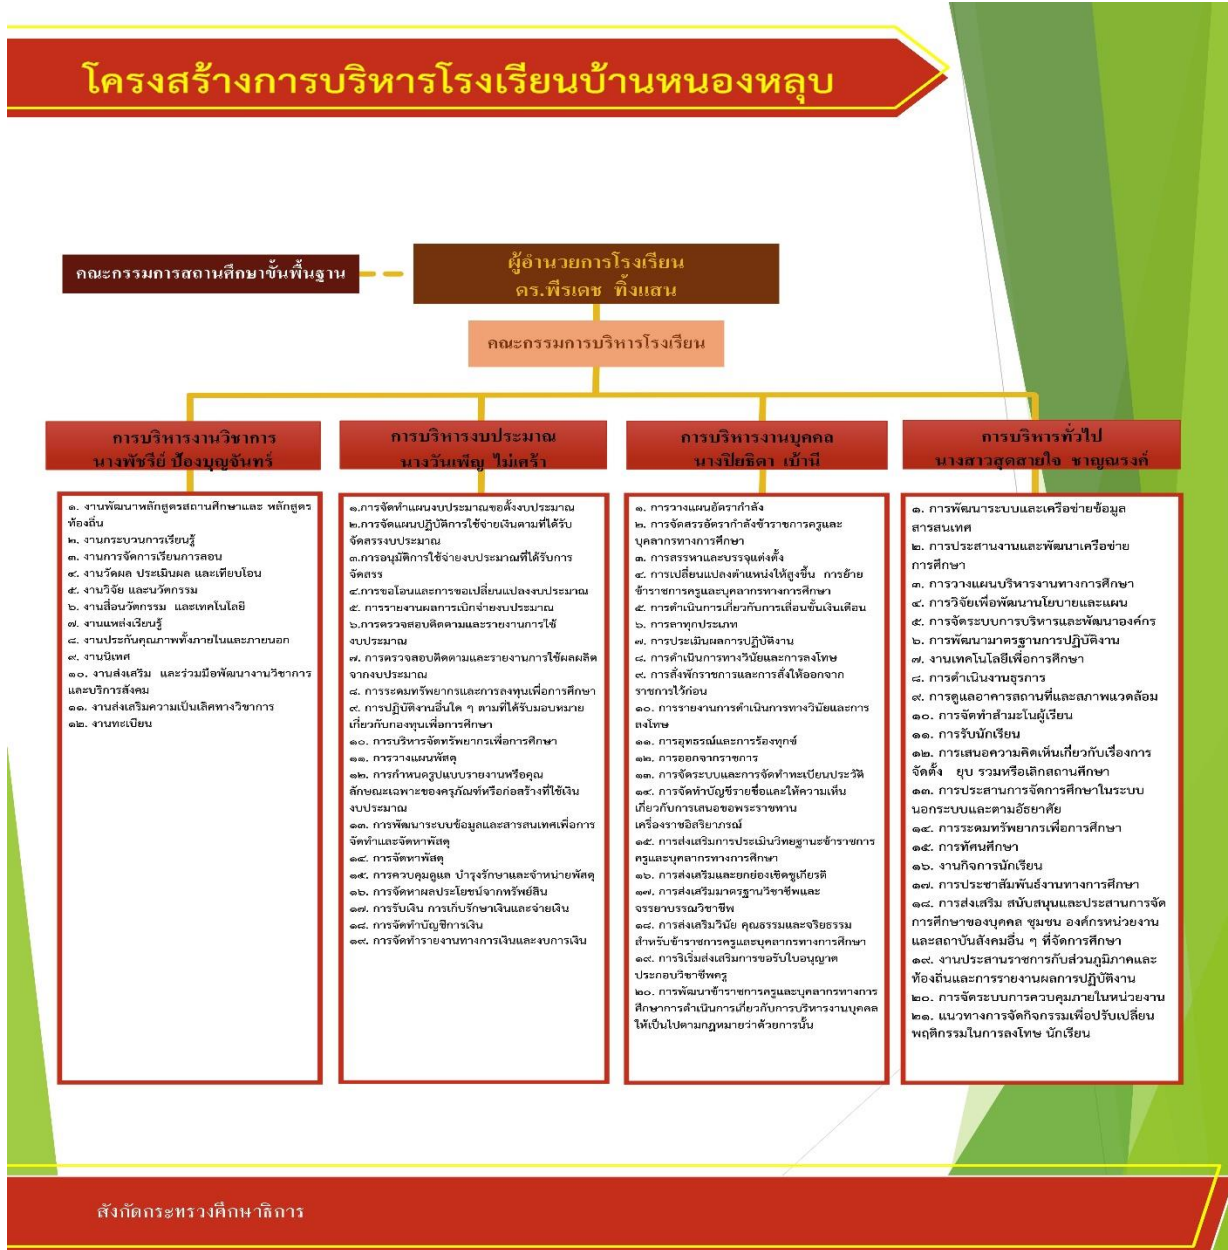 โครงสร้างการบริหารโรงเรียนบ้านหนองหลุบ
คณะกรรมการสถานศึกษาขั้นพื้นฐาน
ผู้อำนวยการโรงเรียน
ดร.พีรเดช ทิ้งแสน
คณะกรรมการบริหารโรงเรียน
การบริหารงานวิชาการ
นางพัชรีย์ ป้องบุญจันทร์
๑. งานพัฒนาหลักสูตรสถานศึกษาและ หลักสูตร
ท้องถิ่น
๒. งานกระบวนการเรียนรู้
๓. งานการจัดการเรียนการสอน
๔. งานวัดผล ประเมินผล และเทียบโอน
๕. งานวิจัย และนวัตกรรม
๖. งานสื่อนวัตกรรม และเทคโนโลยี
๗. งานแหล่งเรียนรู้
๘. งานประกันคุณภาพทั้งภายในและภายนอก
๙. งานนิเทศ
๑๐. งานส่งเสริม และร่วมมือพัฒนางานวิชาการ
และบริการสังคม
๑๑. งานส่งเสริมความเป็นเลิศทางวิชาการ
๑๒. งานทะเบียน
การบริหารงบประมาณ
นางวันเพ็ญ ไม่เศร้า
๑.การจัดทำแผนงบประมาณขอตั้งงบประมาณ
๒.การจัดแผนปฏิบัติการใช้จ่ายเงินตามที่ได้รับ
จัดสรรงบประมาณ
๓.การอนุมัติการใช้จ่ายงบประมาณที่ได้รับการ
จัดสรร
๔.การขอโอนและการขอเปลี่ยนแปลงงบประมาณ
๕. การรายงานผลการเบิกจ่ายงบประมาณ
๖.การตรวจสอบติดตามและรายงานการใช้
งบประมาณ
๗. การตรวจสอบติดตามและรายงานการใช้ผลผลิต
จากงบประมาณ
๘. การระดมทรัพยากรและการลงทุนเพื่อการศึกษา
๙. การปฏิบัติงานอื่นใด ๆ ตามที่ได้รับมอบหมาย
เกี่ยวกับกองทุนเพื่อการศึกษา
๑๐. การบริหารจัดทรัพยากรเพื่อการศึกษา
๑๑. การวางแผนพัสดุ
๑๒. การกำหนดรูปแบบรายงานหรือคุณ
ลักษณะเฉพาะของครุภัณฑ์หรือก่อสร้างที่ใช้เงิน
งบประมาณ
๑๓. การพัฒนาระบบข้อมูลและสารสนเทศเพื่อการ
จัดทำและจัดหาพัสดุ
๑๔. การจัดหาพัสดุ
๑๕. การควบคุมดูแล บำรุงรักษาและจำหน่ายพัสดุ
๑๖. การจัดหาผลประโยชน์จากทรัพย์สิน
๑๗. การรับเงิน การเก็บรักษาเงินและจ่ายเงิน
๑๘. การจัดทำบัญชีการเงิน
๑๙. การจัดทำรายงานทางการเงินและงบการเงิน
การบริหารงานบุคคล
นางปิยธิดา เบ้านี
๑. การวางแผนอัตรากำลัง
๒. การจัดสรรอัตรากำลังข้าราชการครูและ
บุคลากรทางการศึกษา
๓. การสรรหาและบรรจุแต่งตั้ง
๔. การเปลี่ยนแปลงตำแหน่งให้สูงขึ้น การย้าย
ข้าราชการครูและบุคลากรทางการศึกษา
๕. การดำเนินการเกี่ยวกับการเลื่อนขั้นเงินเดือน
๖. การลาทุกประเภท
๗. การประเมินผลการปฏิบัติงาน
๘. การดำเนินการทางวินัยและการลงโทษ
๙. การสั่งพักราชการและการสั่งให้ออกจาก
ราชการไว้ก่อน
๑๐. การรายงานการดำเนินการทางวินัยและการ
ลงโทษ
๑๑. การอุทธรณ์และการร้องทุกข์
๑๒. การออกจากราชการ
๑๓. การจัดระบบและการจัดทำทะเบียนประวัติ
๑๔. การจัดทำบัญชีรายชื่อและให้ความเห็น
เกี่ยวกับการเสนอขอพระราชทาน
เครื่องราชอิสริยาภรณ์
๑๕. การส่งเสริมการประเมินวิทยฐานะข้าราชการ
ครูและบุคลากรทางการศึกษา
๑๖. การส่งเสริมและยกย่องเชิดชูเกียรติ
๑๗. การส่งเสริมมาตรฐานวิชาชีพและ
จรรยาบรรณวิชาชีพ
๑๘. การส่งเสริมวินัย คุณธรรมและจริยธรรม
สำหรับข้าราชการครูและบุคลากรทางการศึกษา
๑๙. การริเริ่มส่งเสริมการขอรับใบอนุญาต
ประกอบวิชาชีพครู
๒๐. การพัฒนาข้าราชการครูและบุคลากรทางการ
ศึกษาการดำเนินการเกี่ยวกับการบริหารงานบุคคล
ให้เป็นไปตามกฎหมายว่าด้วยการนั้น
การบริหารทั่วไป
นางสาวสุดสายใจ ชาญณรงค์
๑. การพัฒนาระบบและเครือข่ายข้อมูล
สารสนเทศ
๒. การประสานงานและพัฒนาเครือข่าย
การศึกษา
๓. การวางแผนบริหารงานทางการศึกษา
๔. การวิจัยเพื่อพัฒนานโยบายและแผน
๕. การจัดระบบการบริหารและพัฒนาองค์กร
๖. การพัฒนามาตรฐานการปฏิบัติงาน
๗. งานเทคโนโลยีเพื่อการศึกษา
๘. การดำเนินงานธุรการ
๙. การดูแลอาคารสถานที่และสภาพแวดล้อม
๑๐. การจัดทำสำมะโนผู้เรียน
๑๑. การรับนักเรียน
๑๒. การเสนอความคิดเห็นเกี่ยวกับเรื่องการ
จัดตั้ง ยุบ รวมหรือเลิกสถานศึกษา
๑๓. การประสานการจัดการศึกษาในระบบ
นอกระบบและตามอัธยาศัย
๑๔. การระดมทรัพยากรเพื่อการศึกษา
๑๕. การทัศนศึกษา
๑๖. งานกิจการนักเรียน
๑๗. การประชาสัมพันธ์งานทางการศึกษา
๑๘. การส่งเสริม สนับสนุนและประสานการจัด
การศึกษาของบุคคล ชุมชน องค์กรหน่วยงาน
และสถาบันสังคมอื่น ๆ ที่จัดการศึกษา
๑๙. งานประสานราชการกับส่วนภูมิภาคและ
ท้องถิ่นและการรายงานผลการปฏิบัติงาน
๒๐. การจัดระบบการควบคุมภายในหน่วยงาน
๒๑. แนวทางการจัดกิจกรรมเพื่อปรับเปลี่ยน
พฤติกรรมในการลงโทษ นักเรียน
สังกัดกระทรวงศึกษาธิการ